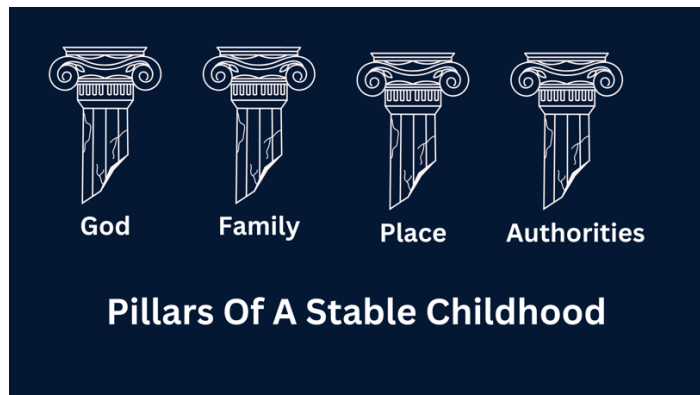 God
Family
Place
Authorities
Pillars Of A Stable Childhood